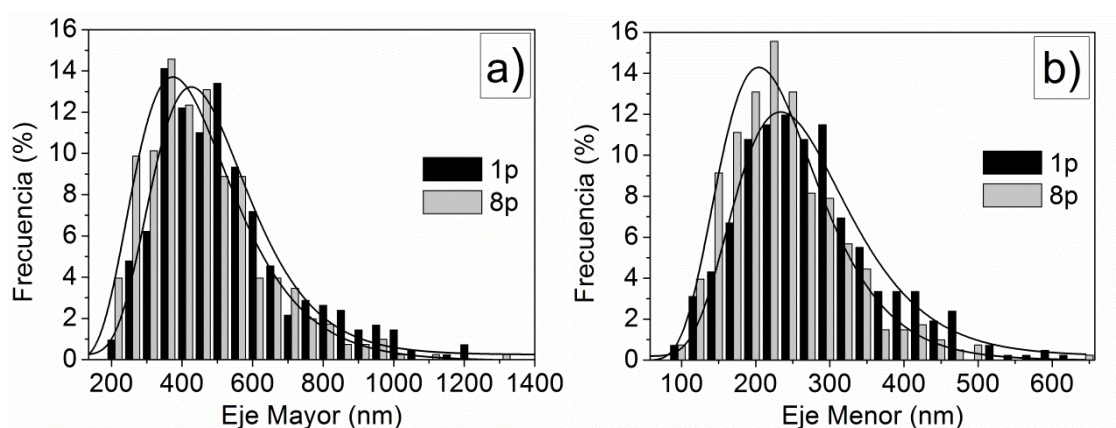 a)
16
14
12
10
8
6
4
2
0
Frecuencia (%)
1p
8p
200 400 600 800 1000 1200 1400
Eje Mayor (nm)
b)
16
14
12
10
8
6
4
2
0
Frecuencia (%)
1p
8p
100 200 300 400 500 600
Eje Menor (nm)